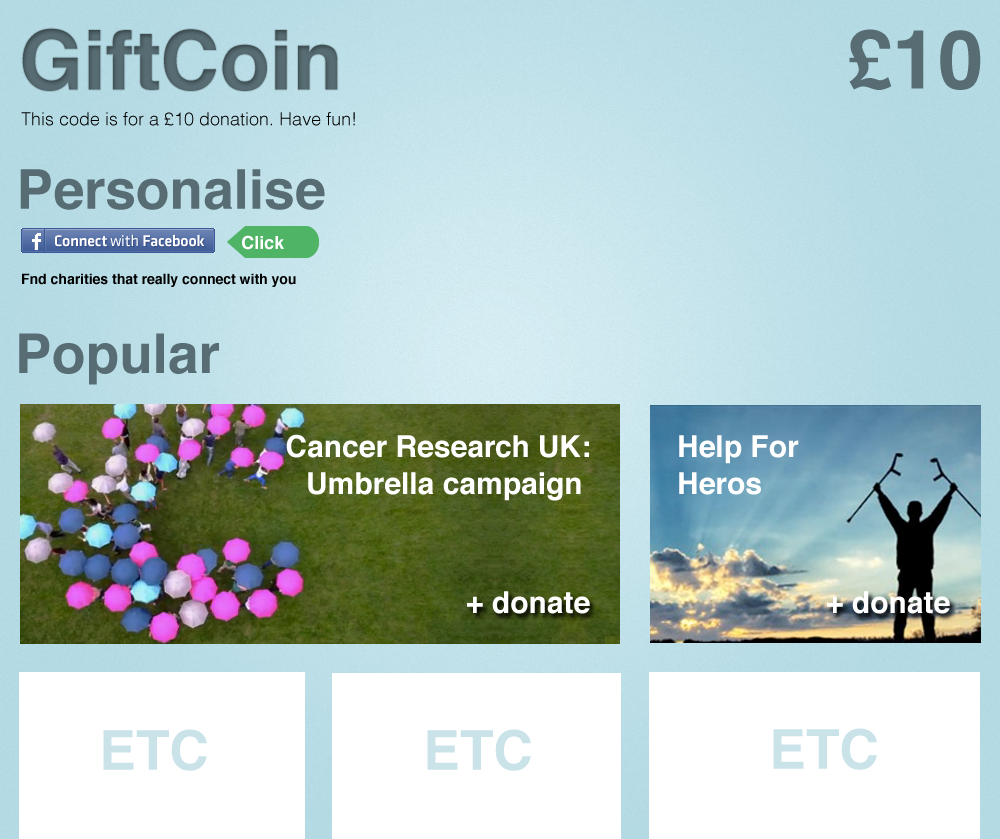 GiftCoin
£10
This code is for a £10 donation. Have fun!
Personalise
f Connect with Facebook
Click
Fnd charities that really connect with you
Popular
Cancer Research UK:
Umbrella campaign
+ donate
Help For
Heros
+ donate
ETC
ETC
ETC